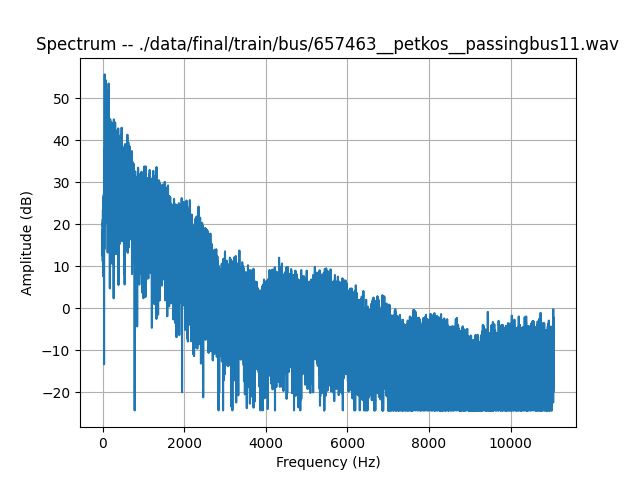 Spectrum -- ./data/final/train/bus/657463__petkos__passingbus11.wav
50
40
30
20
10
0
−10
−20
Amplitude (dB)
0 2000 4000 6000 8000 10000
Frequency (Hz)